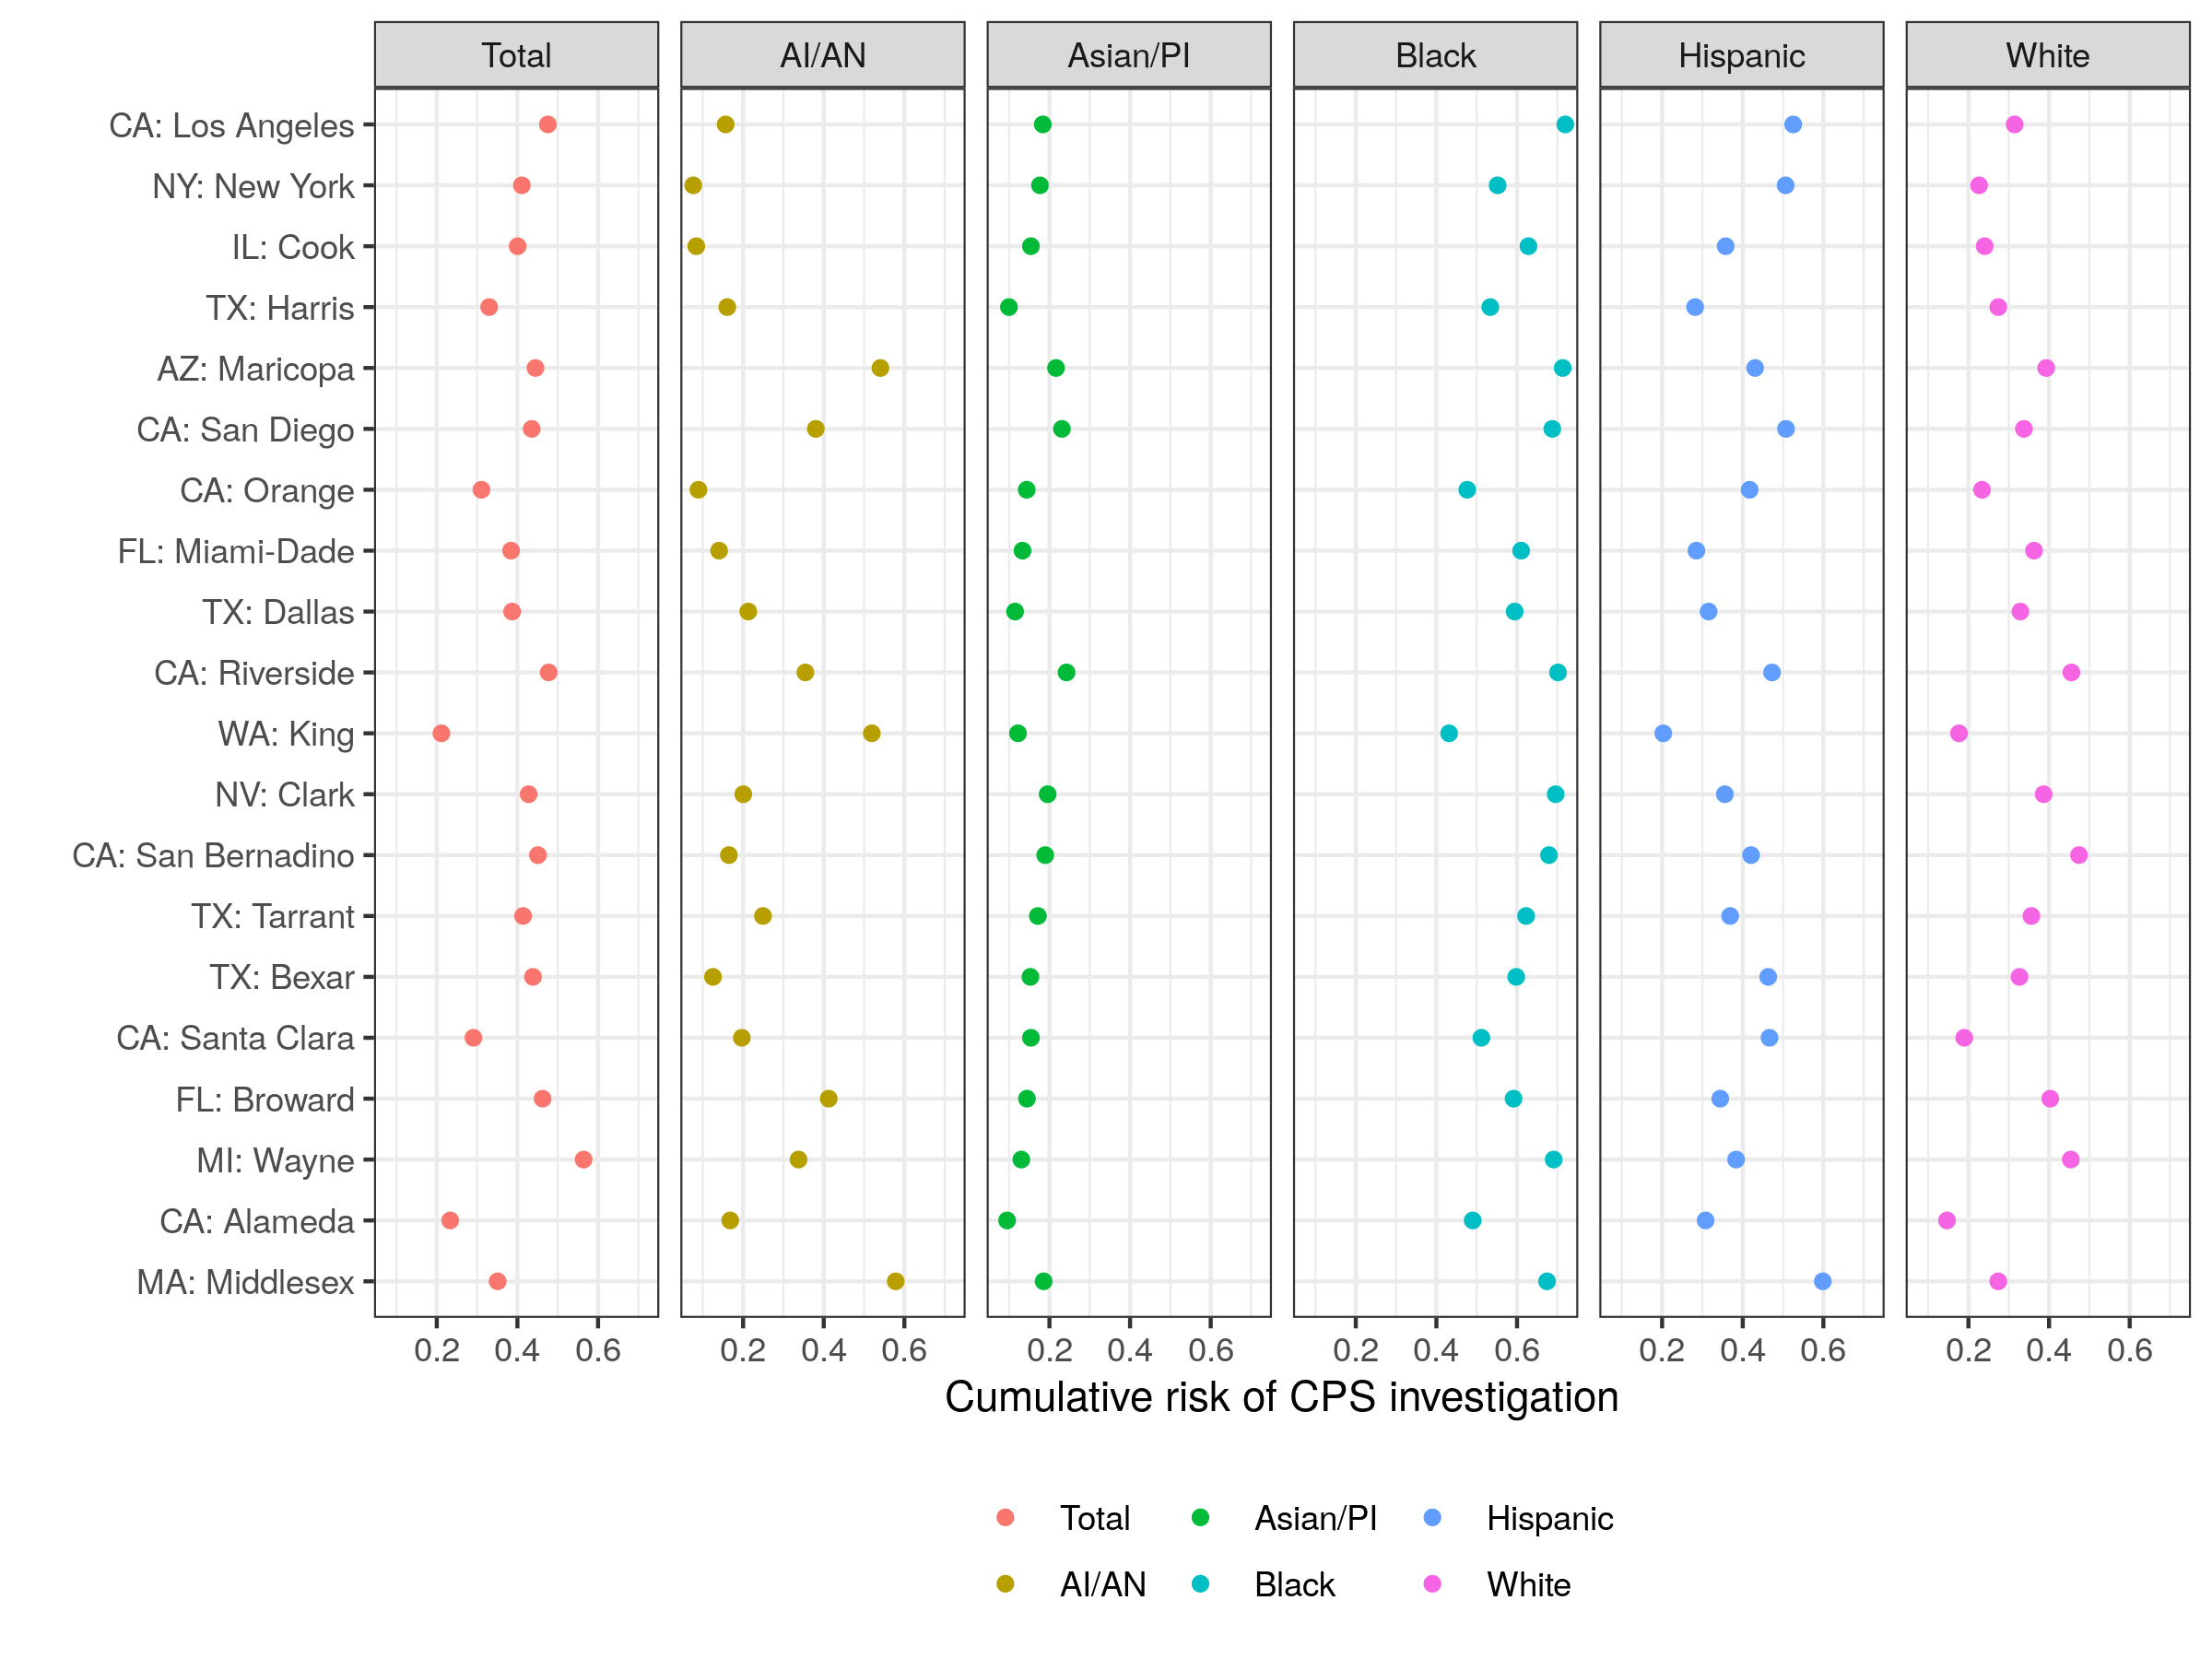 Total AI/AN Asian/PI Black Hispanic White
CA: Los Angeles
NY: New York
IL: Cook
TX: Harris
AZ: Maricopa
CA: San Diego
CA: Orange
FL: Miami-Dade
TX: Dallas
CA: Riverside
WA: King
NV: Clark
CA: San Bernadino
TX: Tarrant
TX: Bexar
CA: Santa Clara
FL: Broward
MI: Wayne
CA: Alameda
MA: Middlesex
0.2 0.4 0.6 0.2 0.4 0.6 0.2 0.4 0.6 0.2 0.4 0.6 0.2 0.4 0.6 0.2 0.4 0.6
Cumulative risk of CPS investigation
Total Asian/PI Hispanic
AI/AN Black White